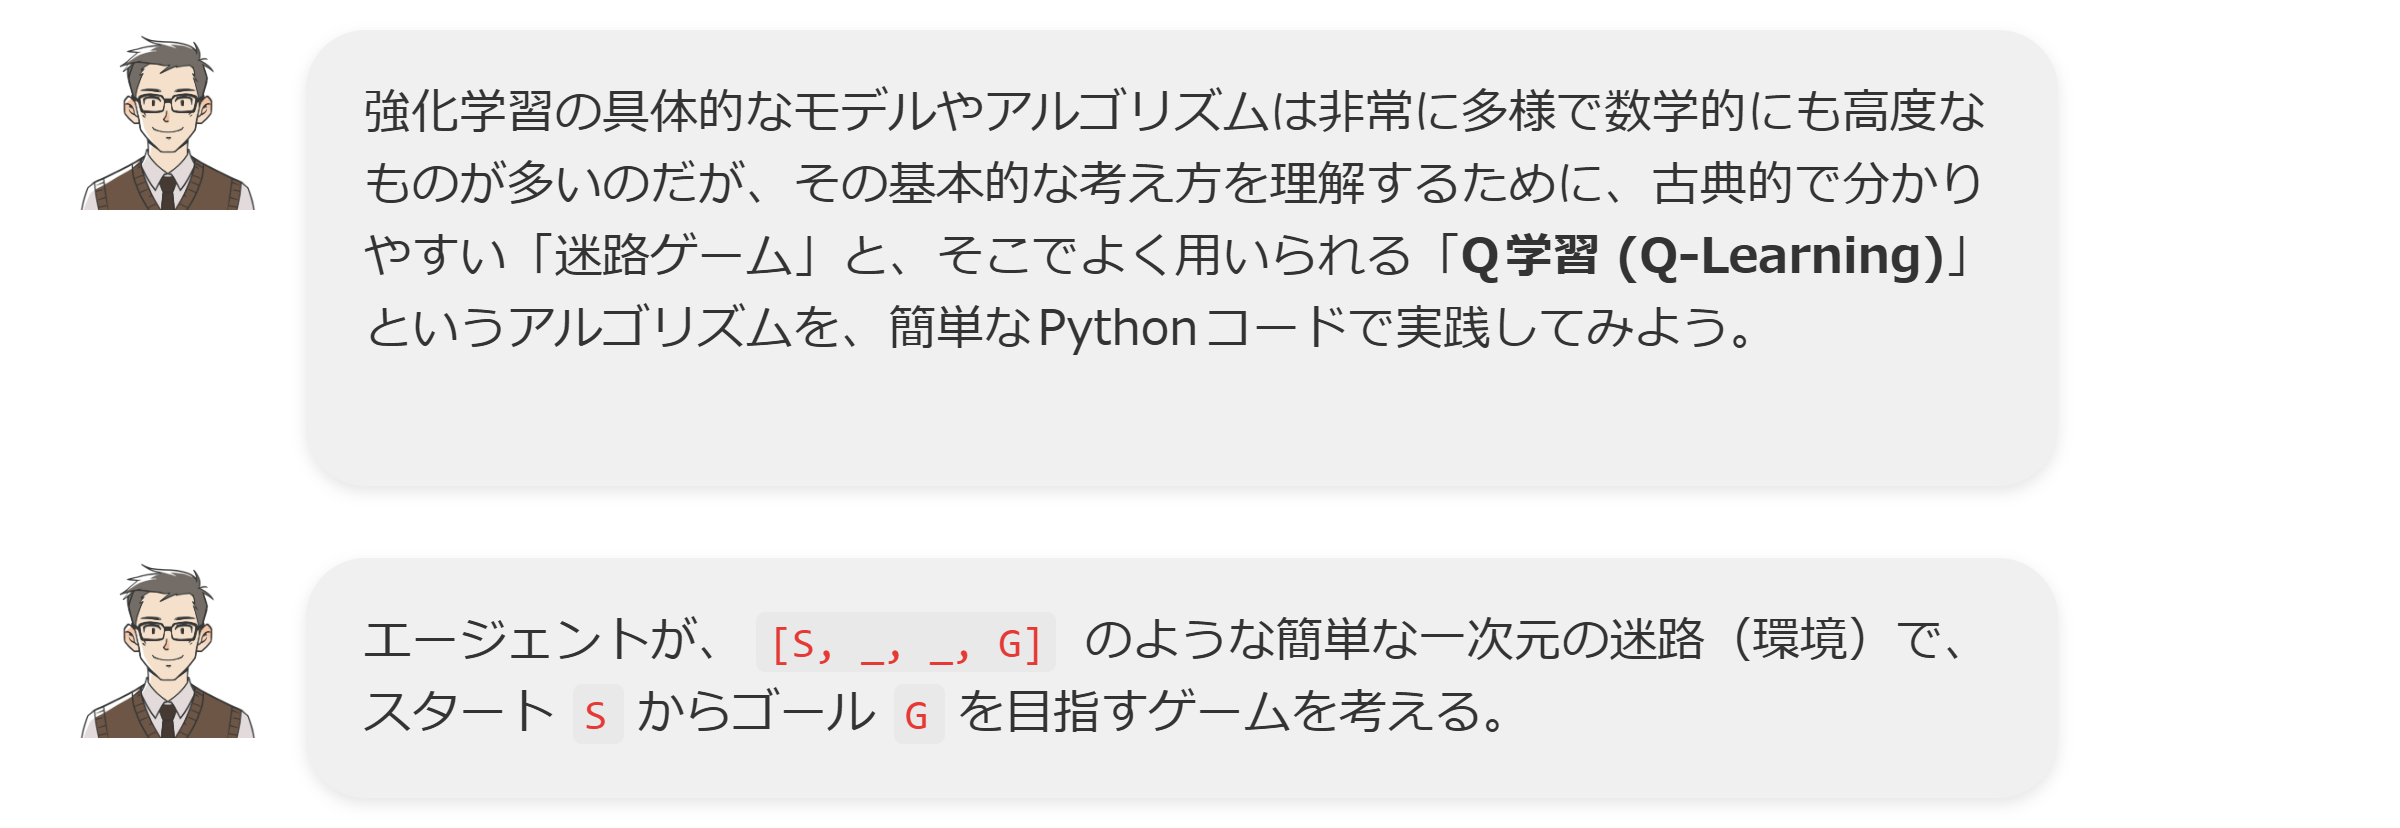 強化学習の具体的なモデルやアルゴリズムは非常に多様で数学的にも高度な
ものが多いのだが、その基本的な考え方を理解するために、古典的で分かり
やすい「迷路ゲーム」と、そこでよく用いられる「Q学習 (Q-Learning)」
というアルゴリズムを、簡単なPythonコードで実践してみよう。
エージェントが、 [S, _, _, G] のような簡単な一次元の迷路（環境）で、
スタート S からゴール G を目指すゲームを考える。